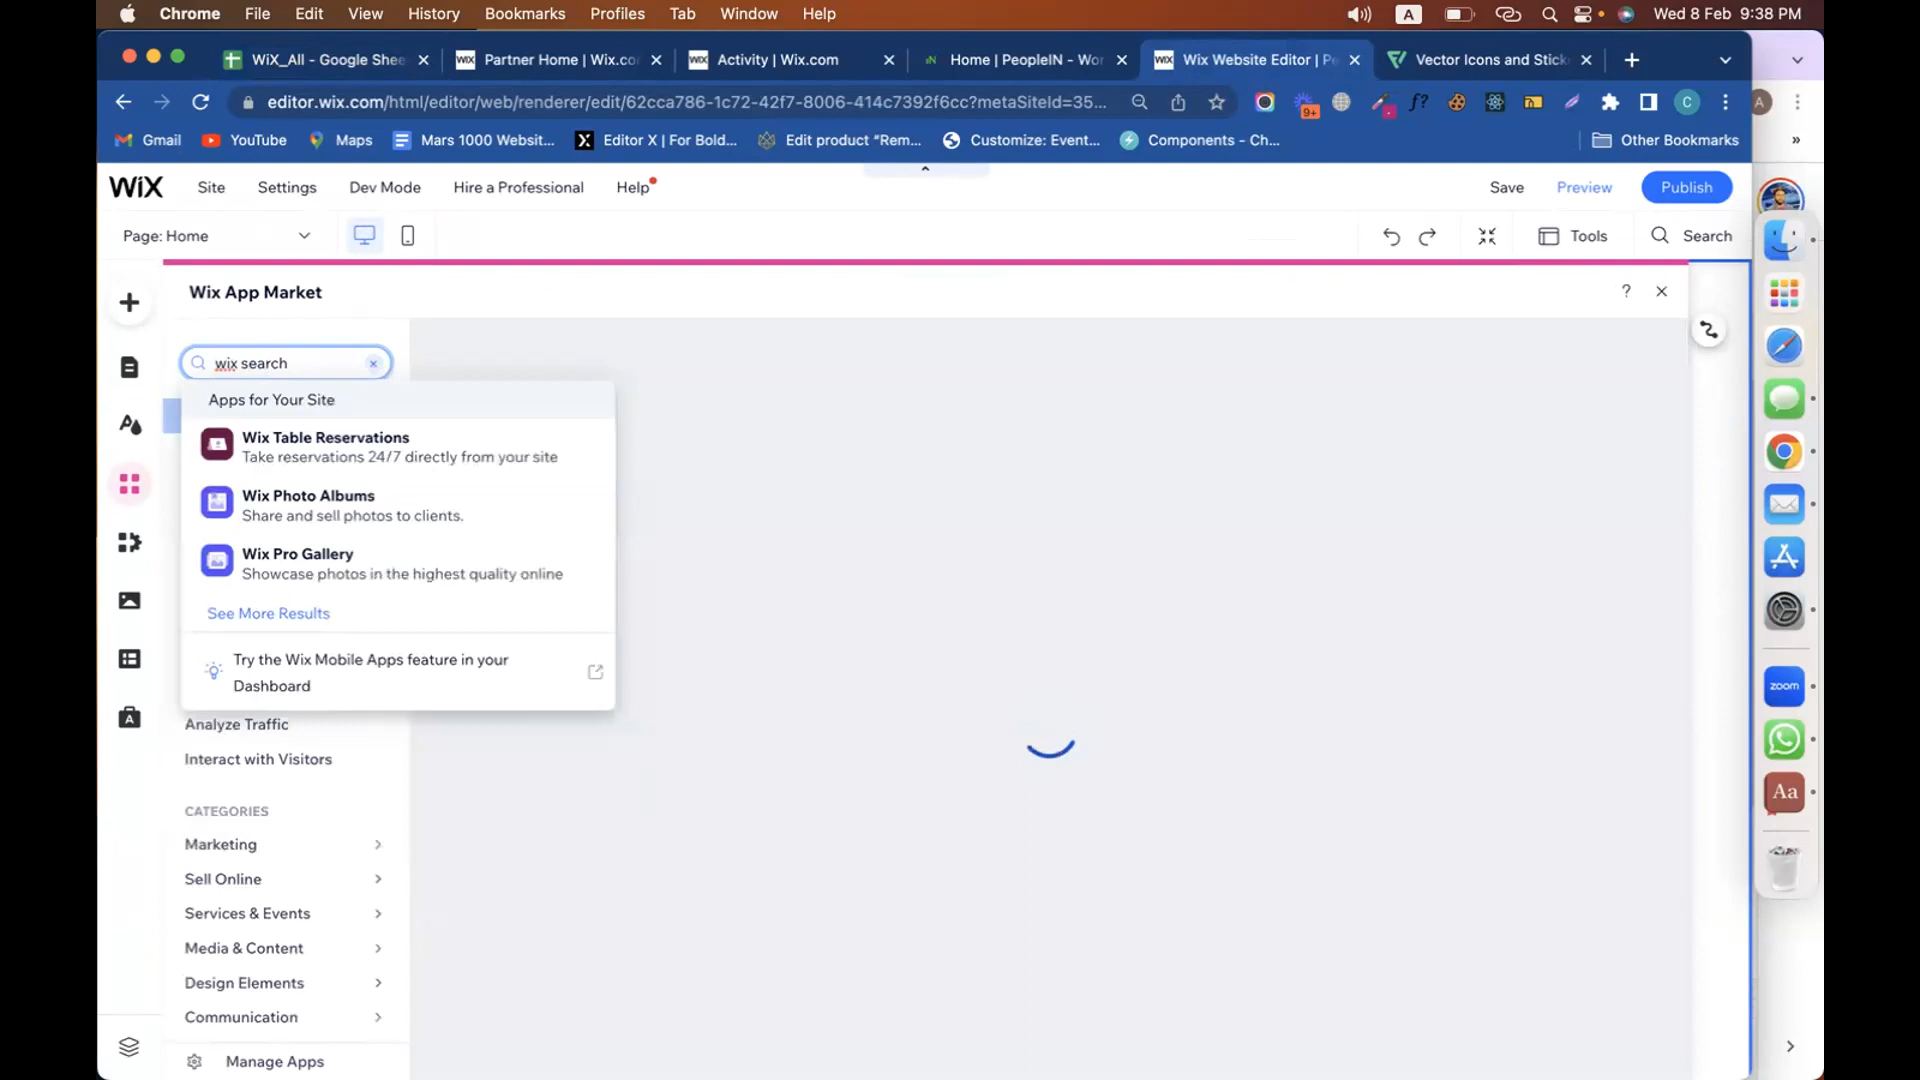 Chrome File Edit View History Bookmarks Profiles Tab Window Help A Wed 8 Feb 9:38 PM
WiX_All - Google Shee Partner Home | Wix.co Activity | Wix.com Home | PeopleIN - Wor Wix Website Editor | Pe Vector Icons and Stick
editor.wix.com/html/editor/web/renderer/edit/62cca786-1c72-42f7-8006-414c7392f6cc?metaSiteId=35... 9+ f? C A
Gmail YouTube Maps Mars 1000 Websit... Editor X | For Bold... Edit product “Rem... Customize: Event... Components - Ch... Other Bookmarks »
WiX Site Settings Dev Mode Hire a Professional Help Save Preview Publish
Page: Home Tools Search
Wix App Market ?
wix search
Apps for Your Site
Wix Table Reservations
Take reservations 24/7 directly from your site
Wix Photo Albums
Share and sell photos to clients.
Wix Pro Gallery
Showcase photos in the highest quality online
See More Results
Try the Wix Mobile Apps feature in your
Dashboard
zoom
Analyze Traffic
Interact with Visitors
Aa
CATEGORIES
Marketing
Sell Online
Services & Events
Media & Content
Design Elements
Communication
Manage Apps